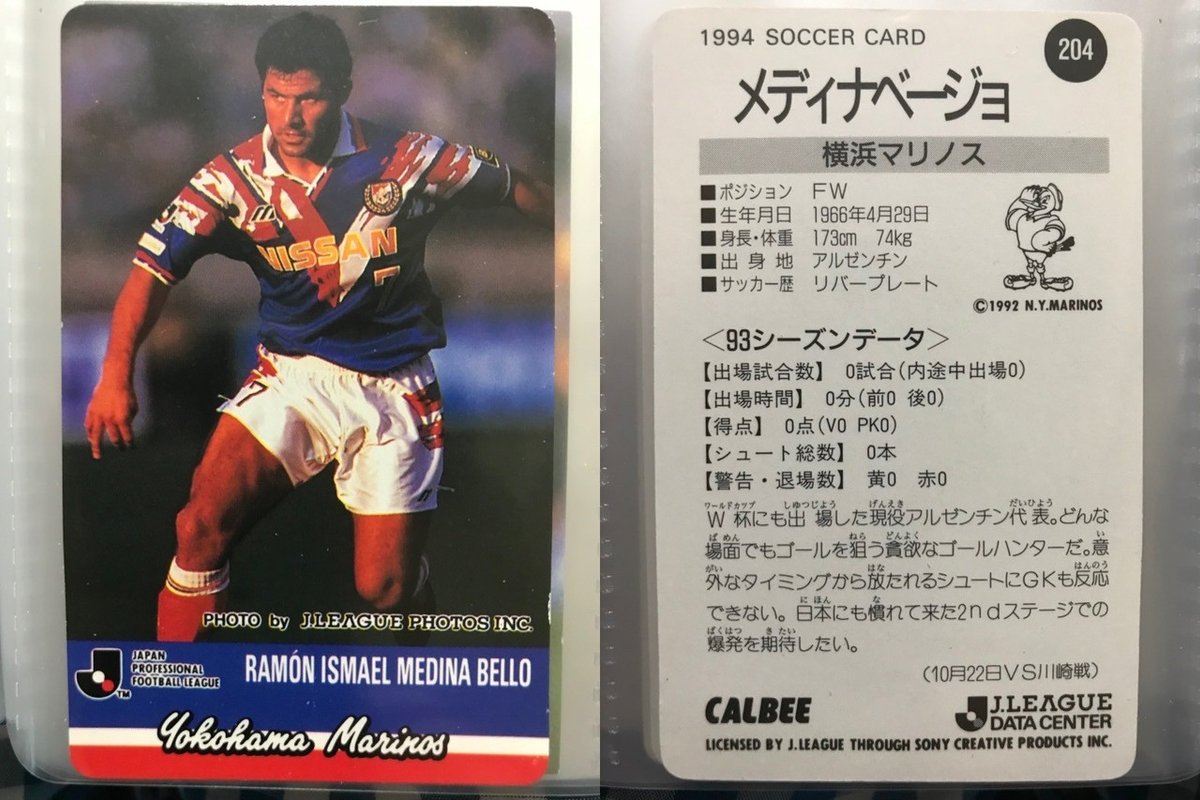 NISSAN
7
7
PHOTO by J.LEAGUE PHOTOS INC.
JAPAN
PROFESSIONAL
FOOTBALL LEAGUE
TM
RAMÓN ISMAEL MEDINA BELLO
Yokohama Marinos
1994 SOCCER CARD
204
メディナベージョ
横浜マリノス
■ポジション FW
■生年月日 1966年4月29日
■身長・体重 173cm 74kg
■出身地 アルゼンチン
■サッカー歴 リバープレート
©1992 N.Y.MARINOS
〈93シーズンデータ〉
【出場試合数】 0試合(内途中出場0)
【出場時間】 0分(前0 後0)
【得点】 0点(V0 PK0)
【シュート総数】 0本
【警告・退場数】 黄0 赤0
W杯にも出場した現役アルゼンチン代表。どんな
場面でもゴールを狙う貪欲なゴールハンターだ。意
外なタイミングから放たれるシュートにGKも反応
できない。日本にも慣れて来た2ndステージでの
爆発を期待したい。
(10月22日VS川崎戦)
CALBEE
J.LEAGUE
DATA CENTER
LICENSED BY J.LEAGUE THROUGH SONY CREATIVE PRODUCTS INC.